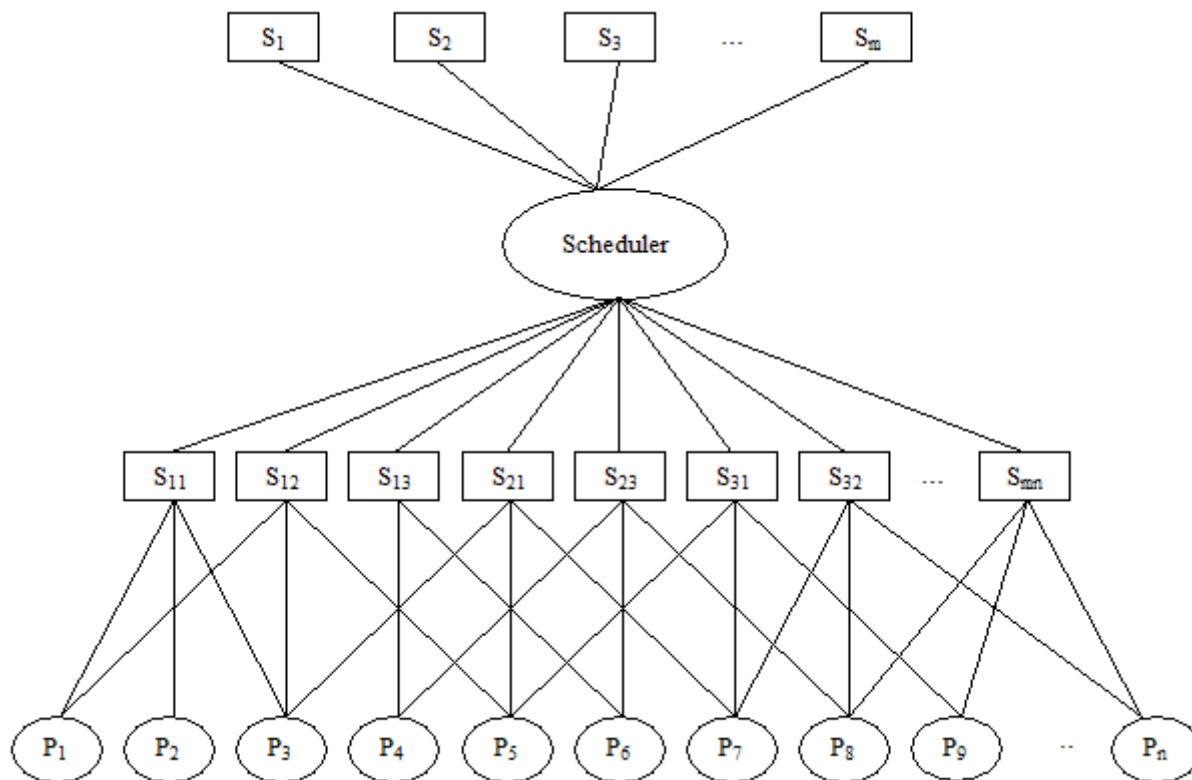 S₁ S₂ S₃ ... Sₘ
Scheduler
S₁₁ S₁₂ S₁₃ S₂₁ S₂₃ S₃₁ S₃₂ ... Sₘₙ
P₁ P₂ P₃ P₄ P₅ P₆ P₇ P₈ P₉ .. Pₙ